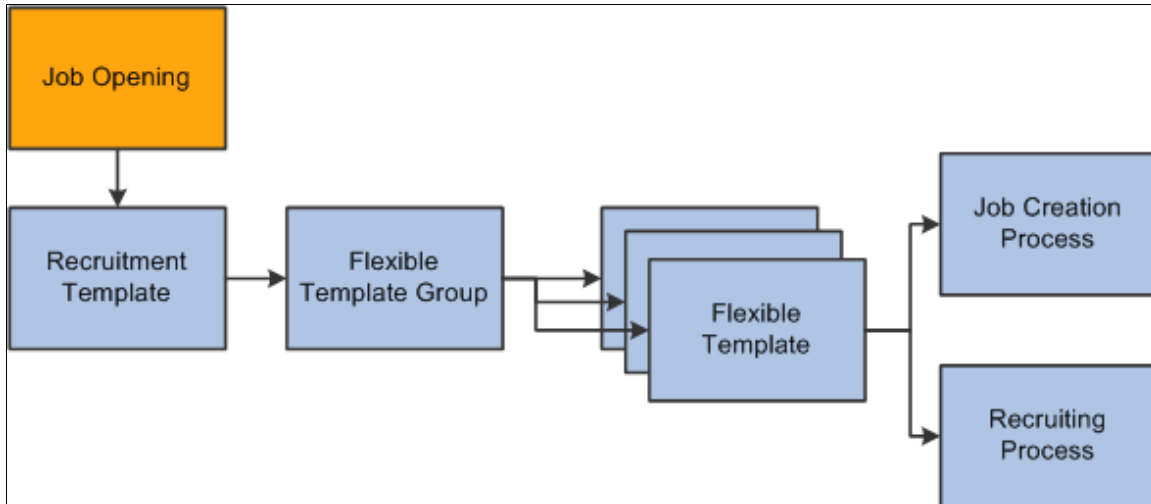 Job Opening
Recruitment
Template
Flexible
Template Group
Flexible
Template
Job Creation
Process
Recruiting
Process